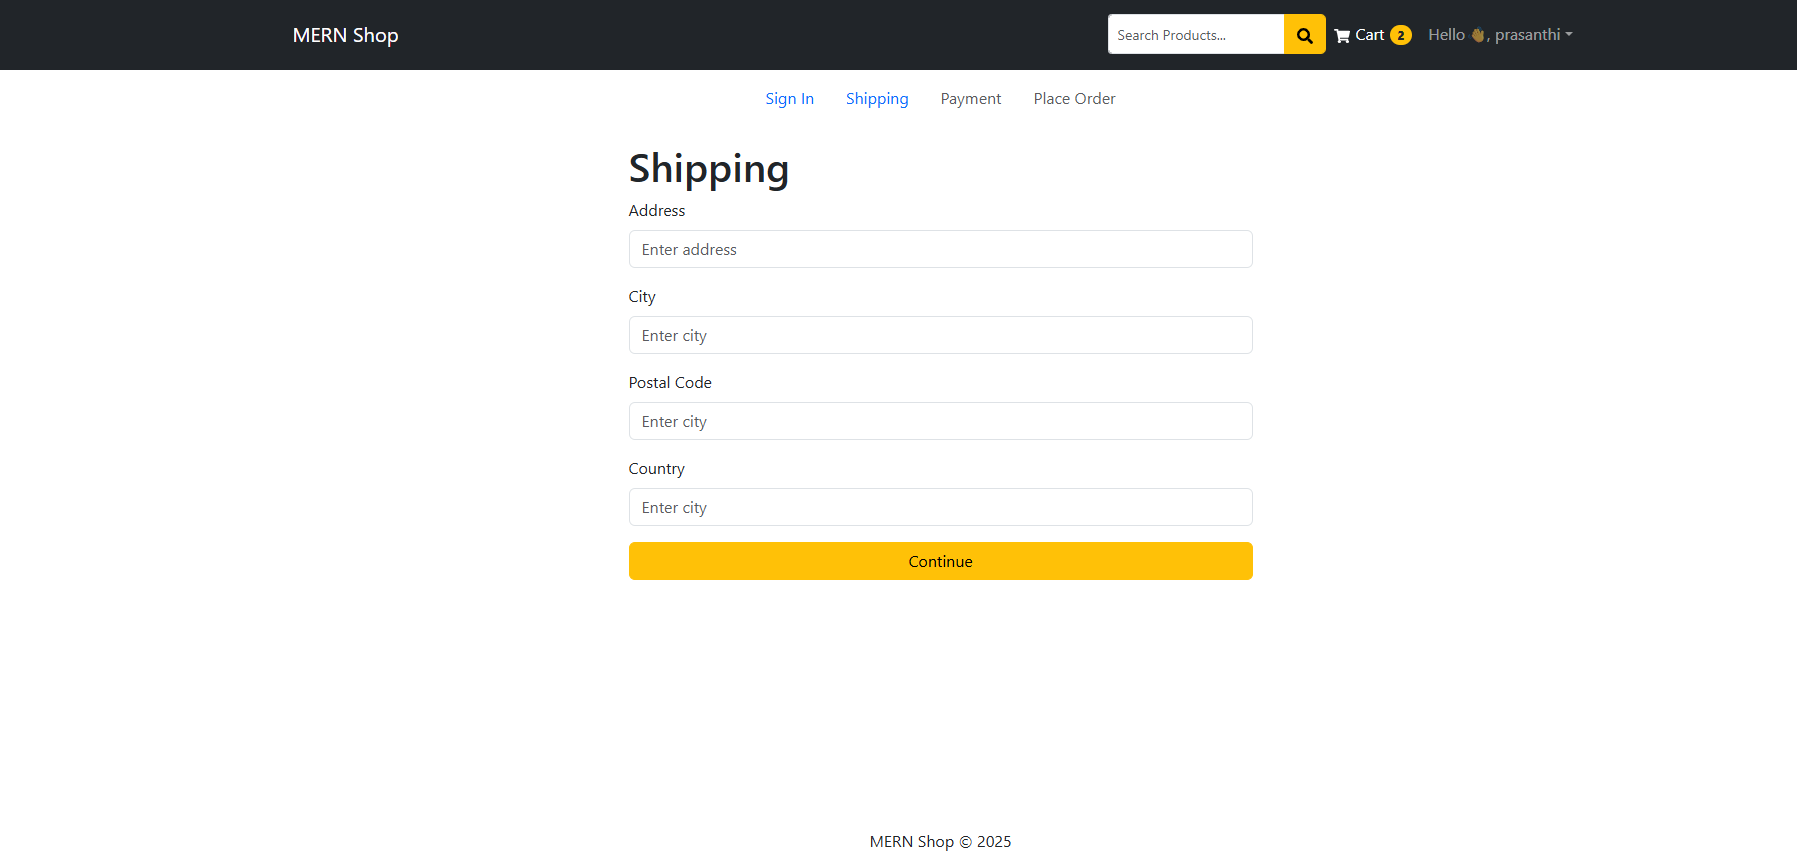 MERN Shop
Search Products...
Cart 2
Hello 👋🏾, prasanthi
Sign In Shipping Payment Place Order
Shipping
Address
Enter address
City
Enter city
Postal Code
Enter city
Country
Enter city
Continue
MERN Shop © 2025